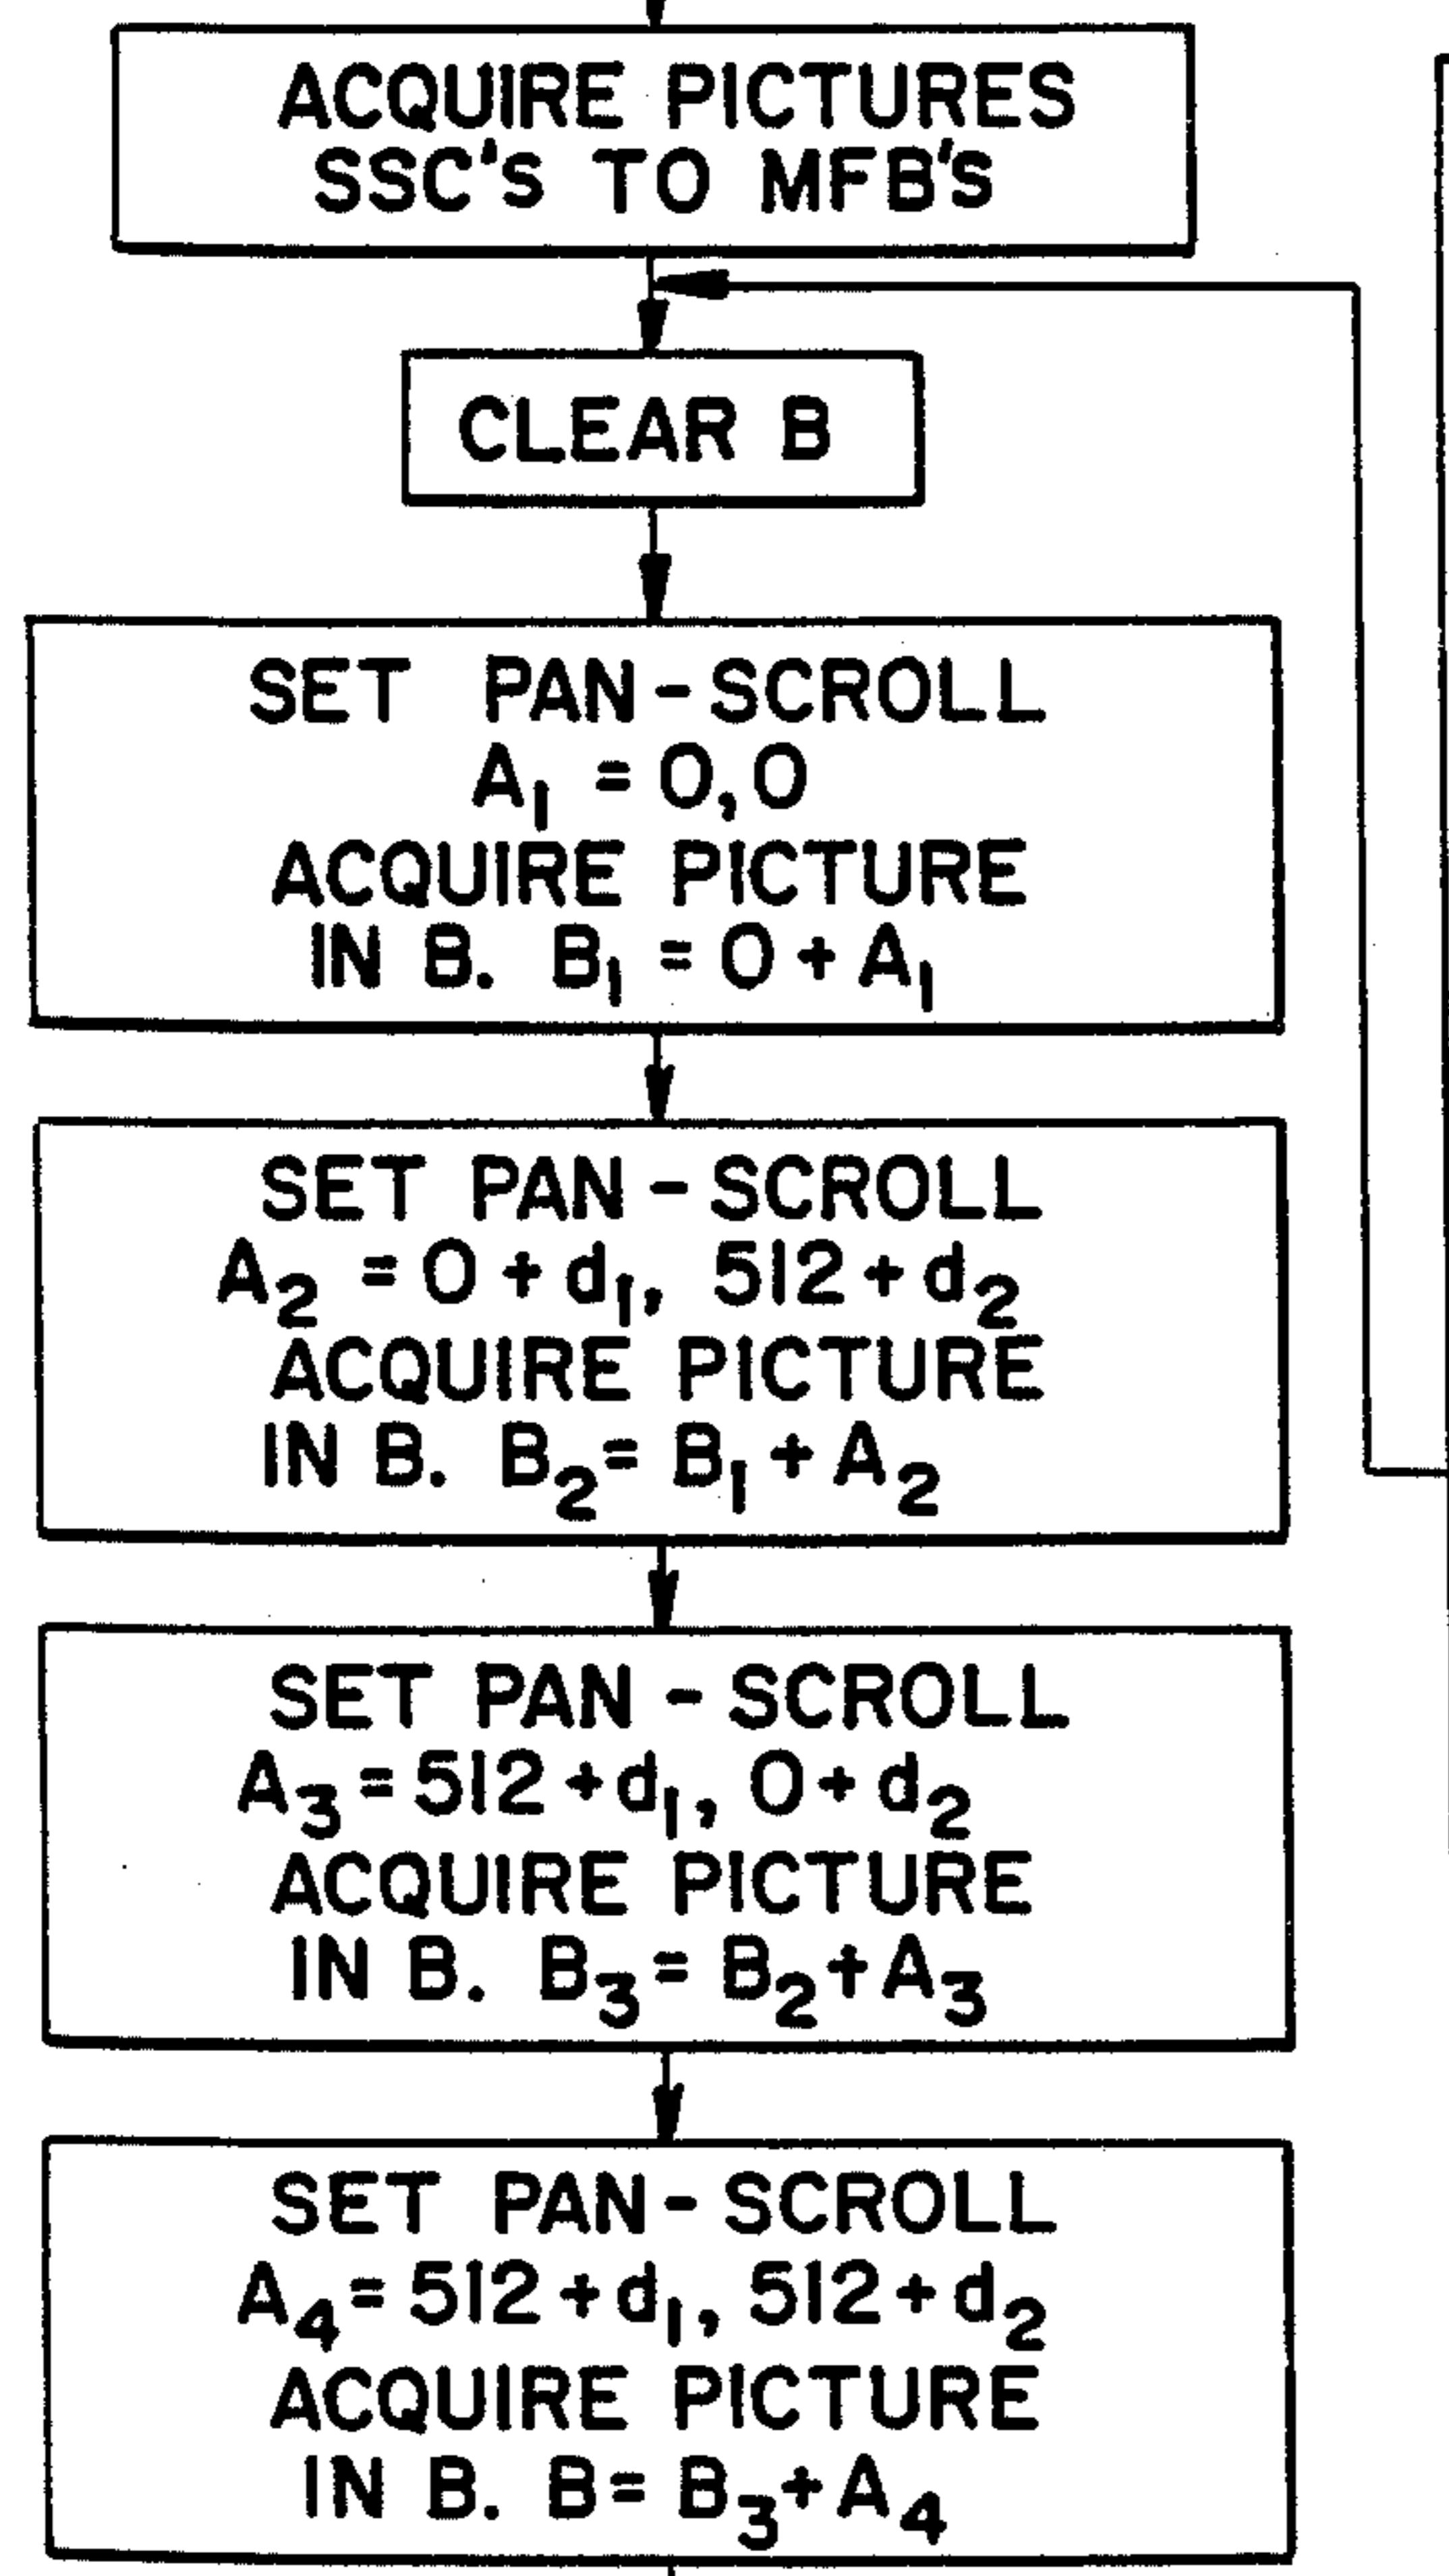 ACQUIRE PICTURES
SSC'S TO MFB'S
CLEAR B
SET PAN-SCROLL
A₁ = 0,0
ACQUIRE PICTURE
IN B. B₁ = 0 + A₁
SET PAN-SCROLL
A₂ = 0 + d₁, 512 + d₂
ACQUIRE PICTURE
IN B. B₂ = B₁ + A₂
SET PAN-SCROLL
A₃ = 512 + d₁, 0 + d₂
ACQUIRE PICTURE
IN B. B₃ = B₂ + A₃
SET PAN-SCROLL
A₄ = 512 + d₁, 512 + d₂
ACQUIRE PICTURE
IN B. B = B₃ + A₄